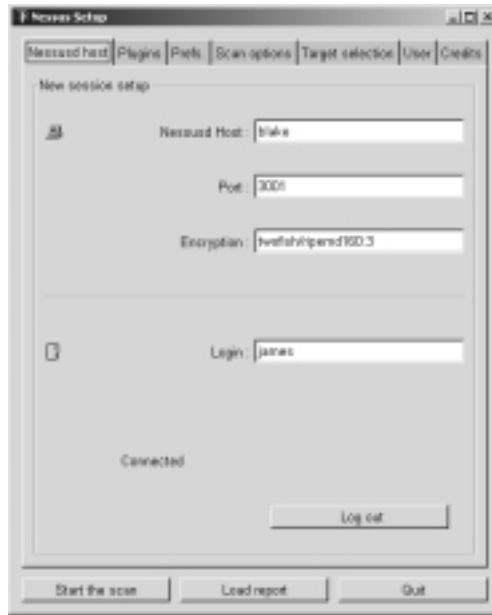 Nessus Setup
Nessusd host Plugins Prefs. Scan options Target selection User Credits
New session setup
Nessusd Host : blake
Port : 3001
Encryption : twofish/ripemd160:3
Login : james
Connected
Log out
Start the scan Load report Quit